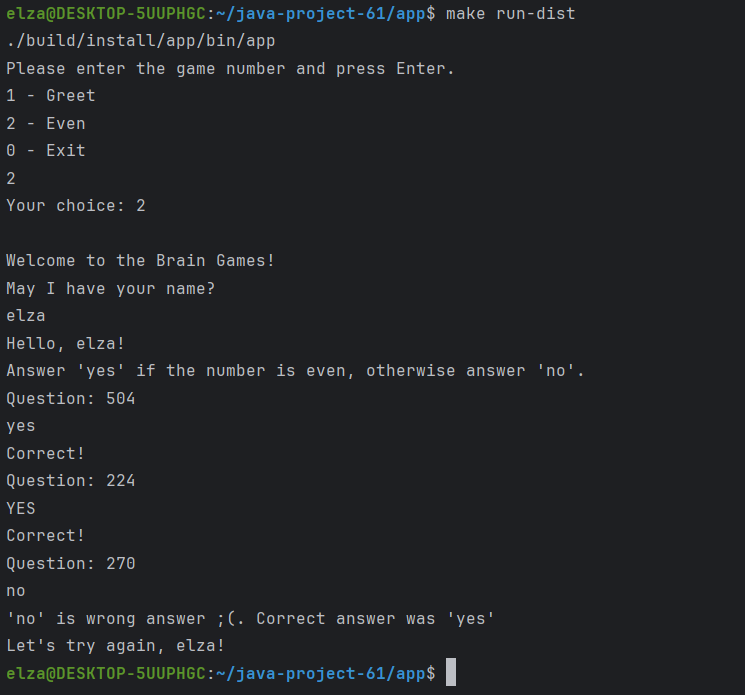 elza@DESKTOP-5UUPH6C:~/java-project-61/app$ make run-dist
./build/install/app/bin/app
Please enter the game number and press Enter.
1 - Greet
2 - Even
0 - Exit
2
Your choice: 2
Welcome to the Brain Games!
May I have your name?
elza
Hello, elza!
Answer 'yes' if the number is even, otherwise answer 'no'.
Question: 504
yes
Correct!
Question: 224
YES
Correct!
Question: 270
no
'no' is wrong answer ;(. Correct answer was 'yes'
Let's try again, elza!
elza@DESKTOP-5UUPH6C:~/java-project-61/app$